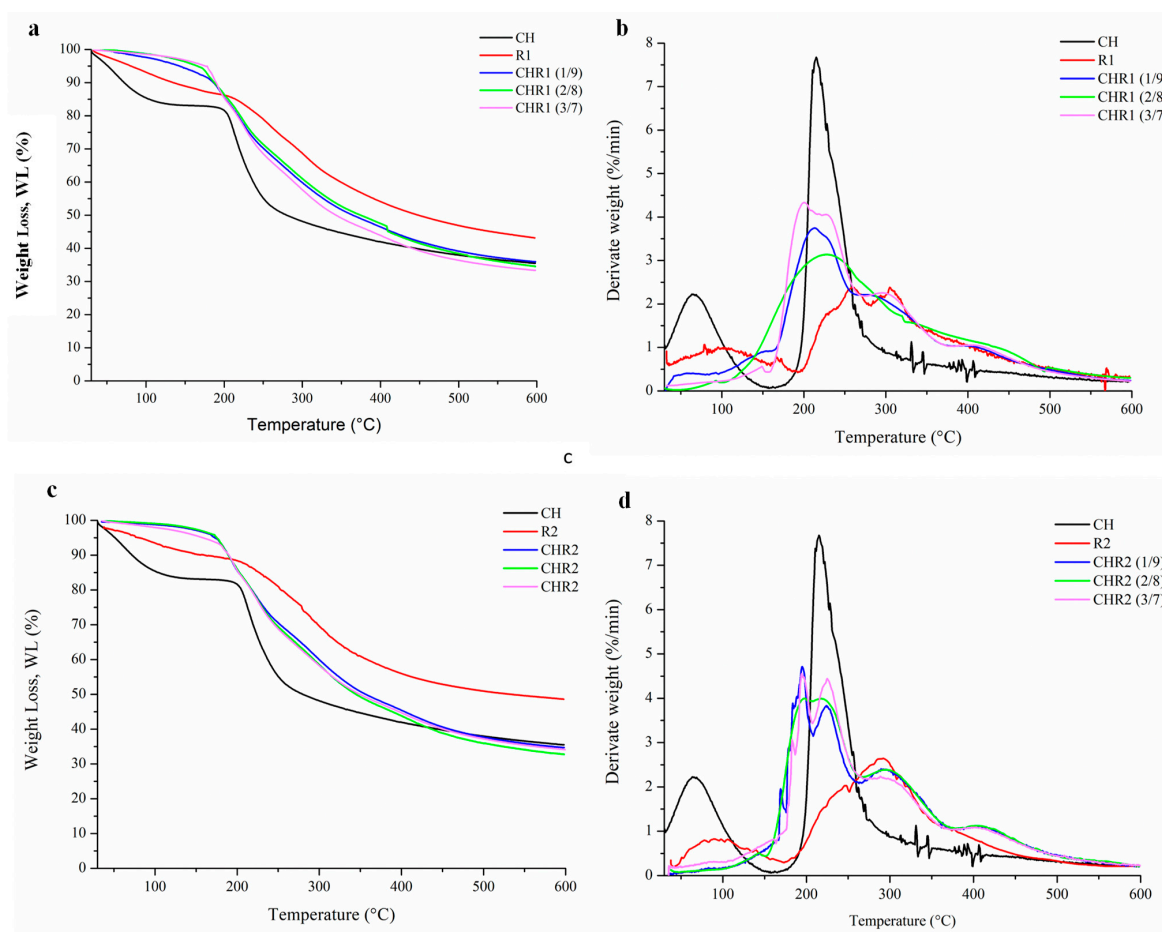 a
CH
R1
CHR1 (1/9)
CHR1 (2/8)
CHR1 (3/7)
100
90
80
70
60
50
40
30
20
10
0
100 200 300 400 500 600
Weight Loss, WL (%)
Temperature (°C)
b
CH
R1
CHR1 (1/9
CHR1 (2/8
CHR1 (3/7
8
7
6
5
4
3
2
1
0
100 200 300 400 500 600
Derivate weight (%/min)
Temperature (°C)
c
c
CH
R2
CHR2
CHR2
CHR2
100
90
80
70
60
50
40
30
20
10
0
100 200 300 400 500 600
Weight Loss, WL (%)
Temperature (°C)
d
CH
R2
CHR2 (1/9)
CHR2 (2/8)
CHR2 (3/7)
8
7
6
5
4
3
2
1
0
100 200 300 400 500 600
Derivate weight (%/min)
Temperature (°C)